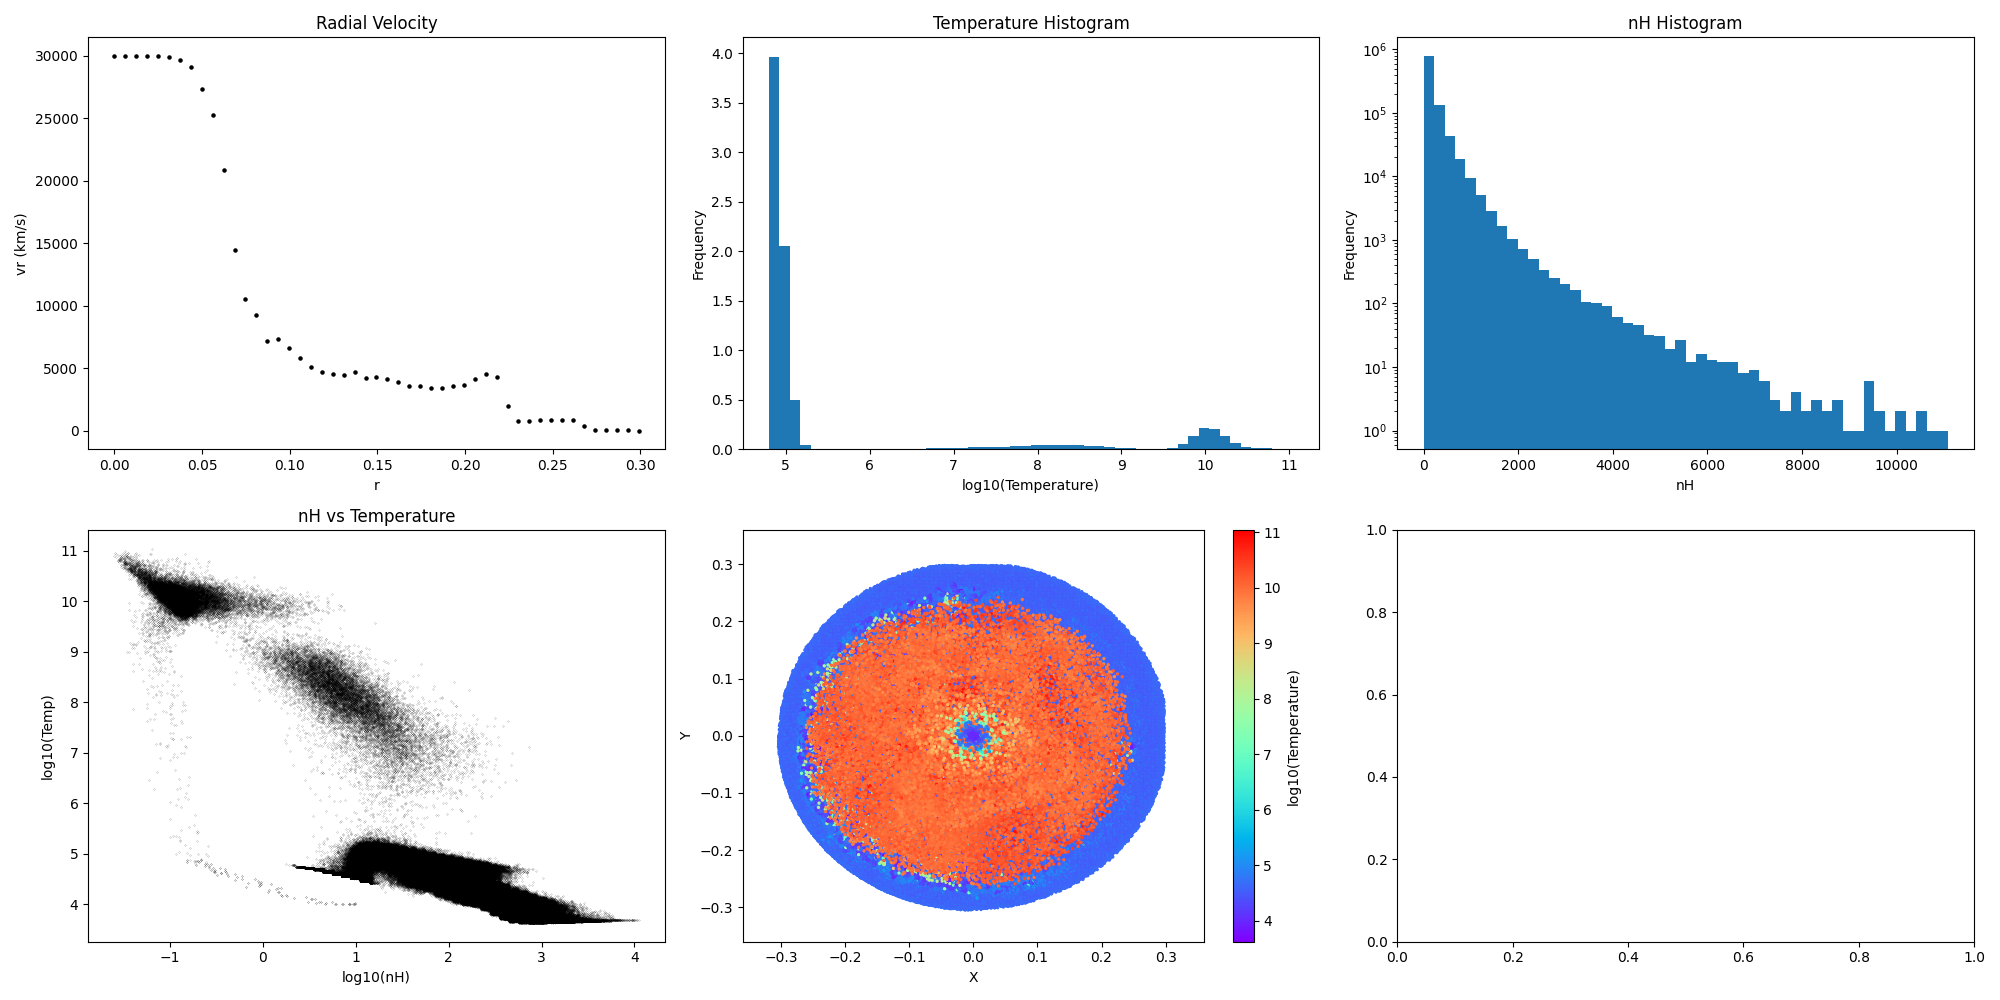 Radial Velocity
30000
25000
20000
15000
10000
5000
0
vr (km/s)
0.00 0.05 0.10 0.15 0.20 0.25 0.30
r
Temperature Histogram
4.0
3.5
3.0
2.5
2.0
1.5
1.0
0.5
0.0
Frequency
5 6 7 8 9 10 11
log10(Temperature)
nH Histogram
10^6
10^5
10^4
10^3
10^2
10^1
10^0
Frequency
0 2000 4000 6000 8000 10000
nH
nH vs Temperature
11
10
9
8
7
6
5
4
log10(Temp)
−1 0 1 2 3 4
log10(nH)
0.3
0.2
0.1
0.0
−0.1
−0.2
−0.3
Y
−0.3 −0.2 −0.1 0.0 0.1 0.2 0.3
X
11
10
9
8
7
6
5
4
log10(Temperature)
1.0
0.8
0.6
0.4
0.2
0.0
0.0 0.2 0.4 0.6 0.8 1.0